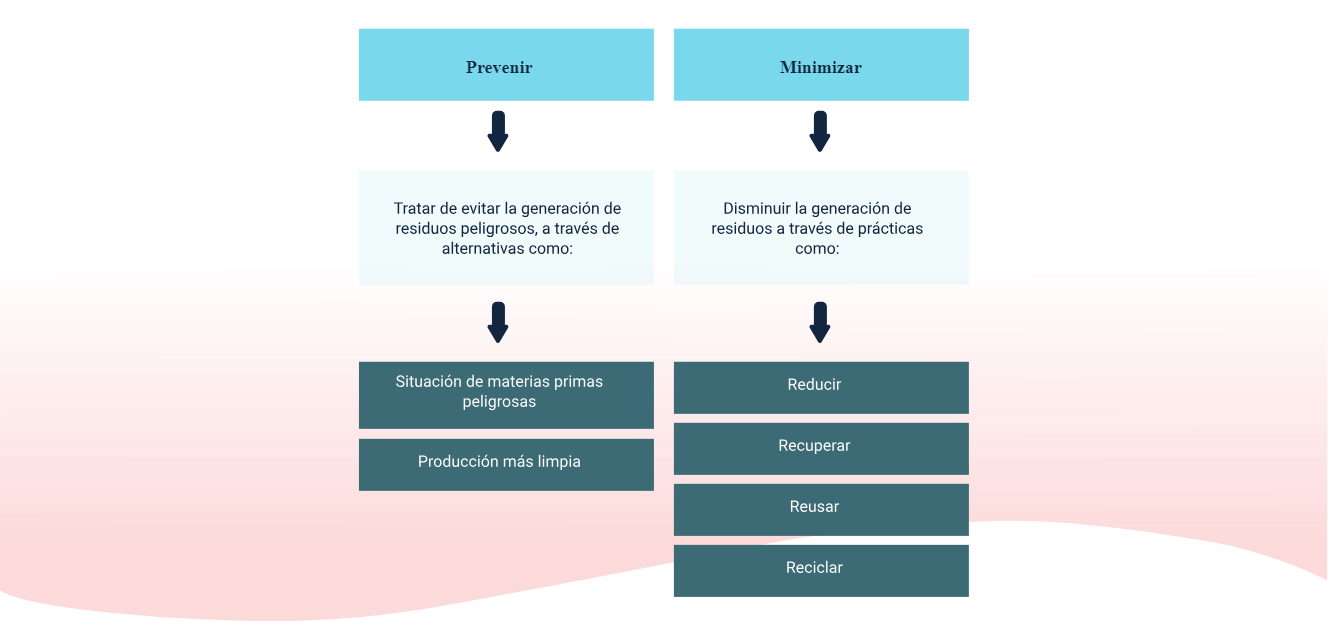 Prevenir
Tratar de evitar la generación de
residuos peligrosos, a través de
alternativas como:
Situación de materias primas
peligrosas
Producción más limpia
Minimizar
Disminuir la generación de
residuos a través de prácticas
como:
Reducir
Recuperar
Reusar
Reciclar